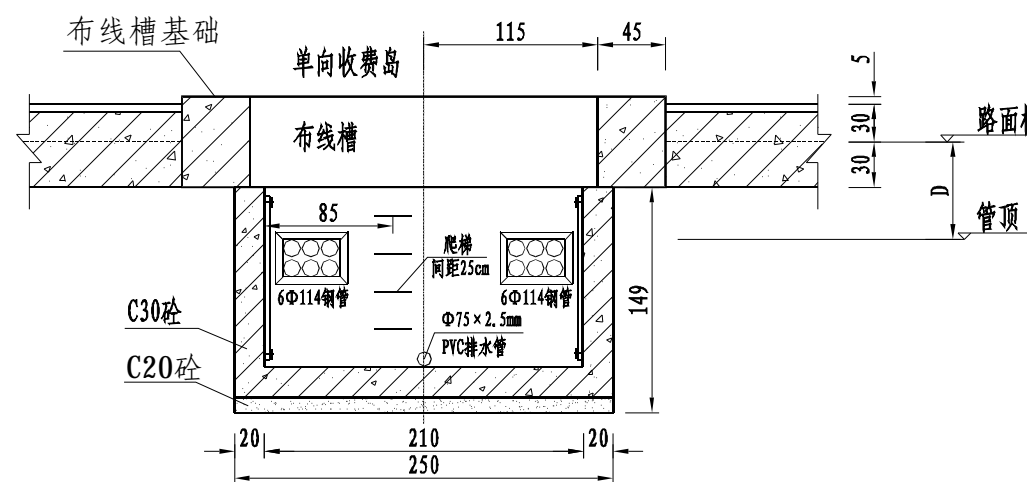 布线槽基础
单向收费岛
115
45
5
布线槽
30
路面标
30
D
管顶
85
爬梯
间距25cm
6Φ114钢管
6Φ114钢管
149
C30砼
Φ75×2.5mm
PVC排水管
C20砼
20
210
20
250